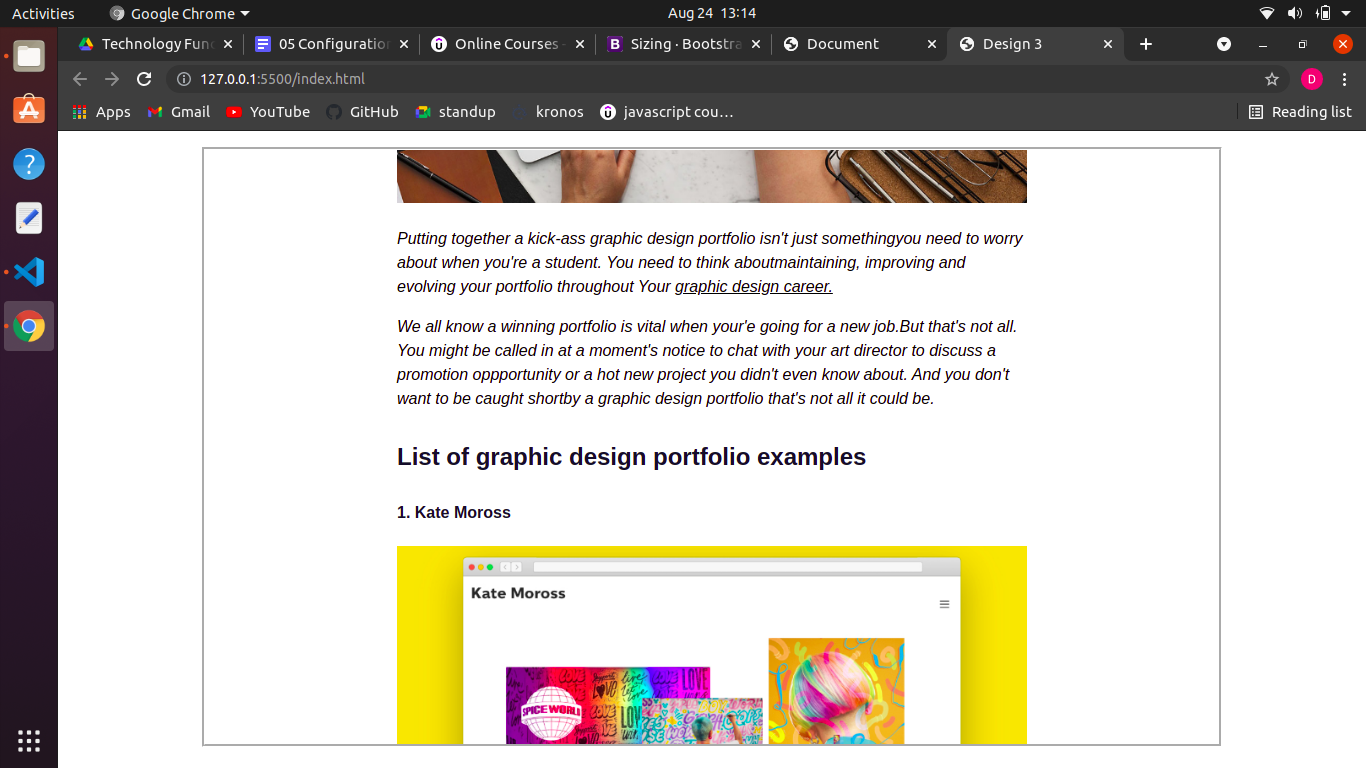 Activities
Google Chrome
Aug 24 13:14
Technology Fun
05 Configuration
Online Courses -
Sizing · Bootstra
Document
Design 3
127.0.0.1:5500/index.html
D
Apps
Gmail
YouTube
GitHub
standup
kronos
javascript cou…
Reading list
Putting together a kick-ass graphic design portfolio isn't just somethingyou need to worry
about when you're a student. You need to think aboutmaintaining, improving and
evolving your portfolio throughout Your graphic design career.
We all know a winning portfolio is vital when your'e going for a new job.But that's not all.
You might be called in at a moment's notice to chat with your art director to discuss a
promotion oppportunity or a hot new project you didn't even know about. And you don't
want to be caught shortby a graphic design portfolio that's not all it could be.
List of graphic design portfolio examples
1. Kate Moross
Kate Moross
SPICE WORLD
LOVE